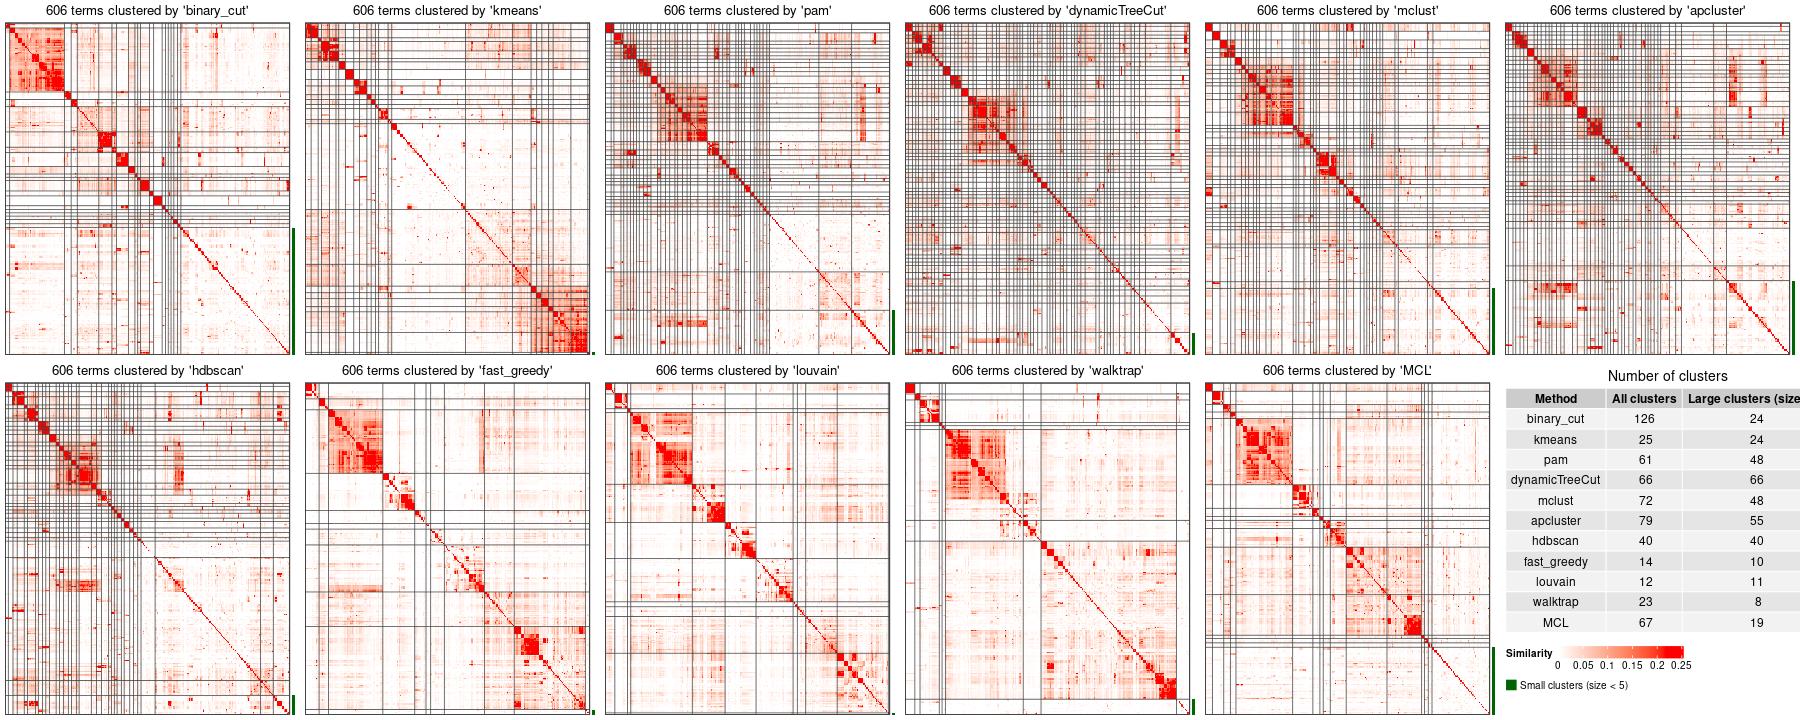 606 terms clustered by 'binary_cut'
606 terms clustered by 'kmeans'
606 terms clustered by 'pam'
606 terms clustered by 'dynamicTreeCut'
606 terms clustered by 'mclust'
606 terms clustered by 'apcluster'
606 terms clustered by 'hdbscan'
606 terms clustered by 'fast_greedy'
606 terms clustered by 'louvain'
606 terms clustered by 'walktrap'
606 terms clustered by 'MCL'
Number of clusters
Method All clusters Large clusters (size
binary_cut 126 24
kmeans 25 24
pam 61 48
dynamicTreeCut 66 66
mclust 72 48
apcluster 79 55
hdbscan 40 40
fast_greedy 14 10
louvain 12 11
walktrap 23 8
MCL 67 19
Similarity
0 0.05 0.1 0.15 0.2 0.25
Small clusters (size < 5)